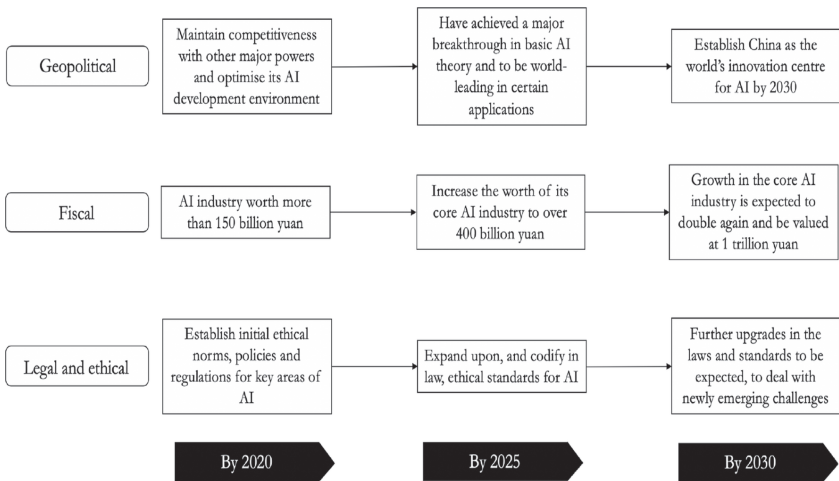 Geopolitical
Maintain competitiveness
with other major powers
and optimise its AI
development environment
Have achieved a major
breakthrough in basic AI
theory and to be world-
leading in certain
applications
Establish China as the
world's innovation centre
for AI by 2030
Fiscal
AI industry worth more
than 150 billion yuan
Increase the worth of its
core AI industry to over
400 billion yuan
Growth in the core AI
industry is expected to
double again and be valued
at 1 trillion yuan
Legal and ethical
Establish initial ethical
norms, policies and
regulations for key areas of
AI
Expand upon, and codify in
law, ethical standards for AI
Further upgrades in the
laws and standards to be
expected, to deal with
newly emerging challenges
By 2020
By 2025
By 2030